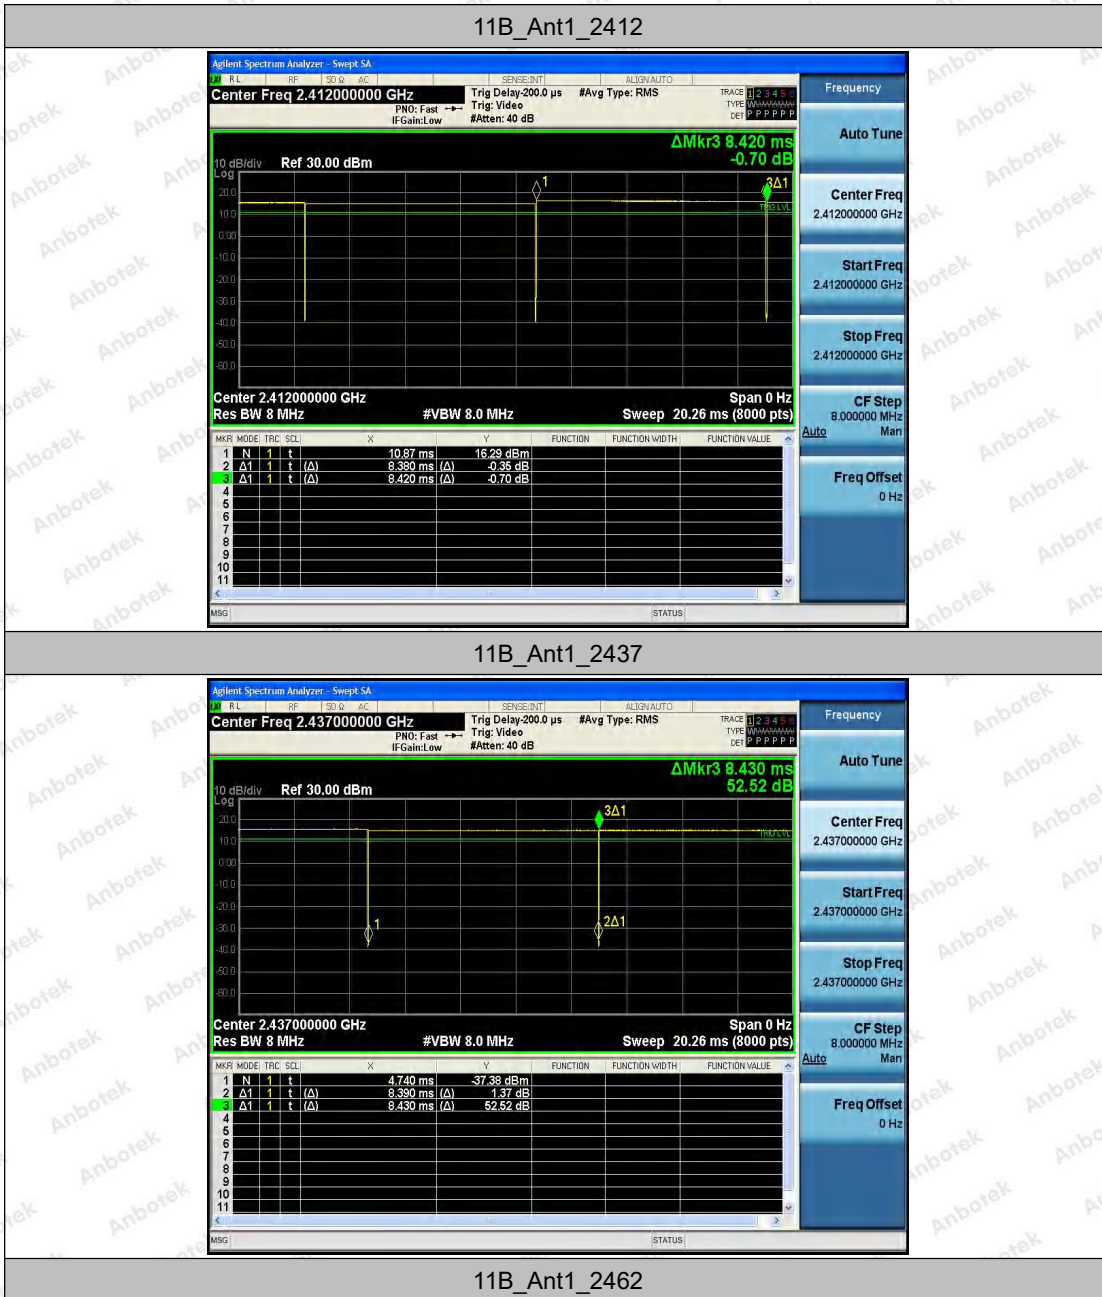 11B_Ant1_2412
Agilent Spectrum Analyzer - Swept SA
RL RF 50 Ω AC SENSE:INT ALIGN AUTO
Center Freq 2.412000000 GHz
PNO: Fast
IFGain:Low
Trig Delay-200.0 µs
Trig: Video
#Atten: 40 dB
#Avg Type: RMS
TRACE 1 2 3 4 5 6
TYPE
DET P P P P P P
ΔMkr3 8.420 ms
-0.70 dB
10 dB/div Ref 30.00 dBm
Log
1
3Δ1
TRIG LVL
20.0
10.0
0.00
-10.0
-20.0
-30.0
-40.0
-50.0
-60.0
Center 2.412000000 GHz Span 0 Hz
Res BW 8 MHz #VBW 8.0 MHz Sweep 20.26 ms (8000 pts)
MKR MODE TRC SCL X Y FUNCTION FUNCTION WIDTH FUNCTION VALUE
1 N 1 t 10.87 ms 16.29 dBm
2 Δ1 1 t (Δ) 8.380 ms (Δ) -0.35 dB
3 Δ1 1 t (Δ) 8.420 ms (Δ) -0.70 dB
4
5
6
7
8
9
10
11
MSG STATUS
Frequency
Auto Tune
Center Freq
2.412000000 GHz
Start Freq
2.412000000 GHz
Stop Freq
2.412000000 GHz
CF Step
8.000000 MHz
Auto Man
Freq Offset
0 Hz
11B_Ant1_2437
Agilent Spectrum Analyzer - Swept SA
RL RF 50 Ω AC SENSE:INT ALIGN AUTO
Center Freq 2.437000000 GHz
PNO: Fast
IFGain:Low
Trig Delay-200.0 µs
Trig: Video
#Atten: 40 dB
#Avg Type: RMS
TRACE 1 2 3 4 5 6
TYPE
DET P P P P P P
ΔMkr3 8.430 ms
52.52 dB
10 dB/div Ref 30.00 dBm
Log
3Δ1
TRIG LVL
20.0
10.0
0.00
-10.0
-20.0
-30.0
-40.0
-50.0
-60.0
1
2Δ1
Center 2.437000000 GHz Span 0 Hz
Res BW 8 MHz #VBW 8.0 MHz Sweep 20.26 ms (8000 pts)
MKR MODE TRC SCL X Y FUNCTION FUNCTION WIDTH FUNCTION VALUE
1 N 1 t 4.740 ms -37.38 dBm
2 Δ1 1 t (Δ) 8.390 ms (Δ) 1.37 dB
3 Δ1 1 t (Δ) 8.430 ms (Δ) 52.52 dB
4
5
6
7
8
9
10
11
MSG STATUS
Frequency
Auto Tune
Center Freq
2.437000000 GHz
Start Freq
2.437000000 GHz
Stop Freq
2.437000000 GHz
CF Step
8.000000 MHz
Auto Man
Freq Offset
0 Hz
11B_Ant1_2462